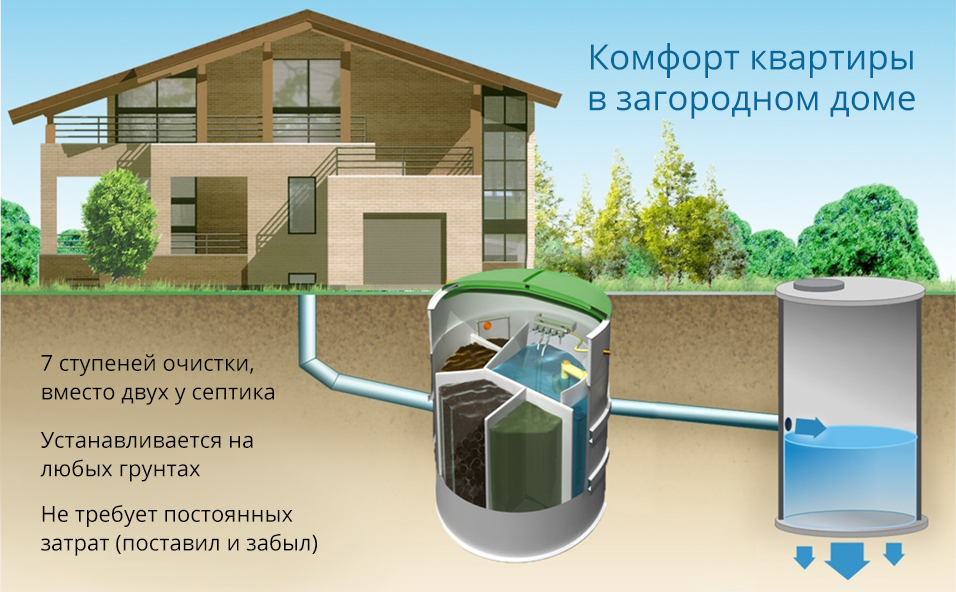 Комфорт квартиры
в загородном доме
7 ступеней очистки,
вместо двух у септика
Устанавливается на
любых грунтах
Не требует постоянных
затрат (поставил и забыл)